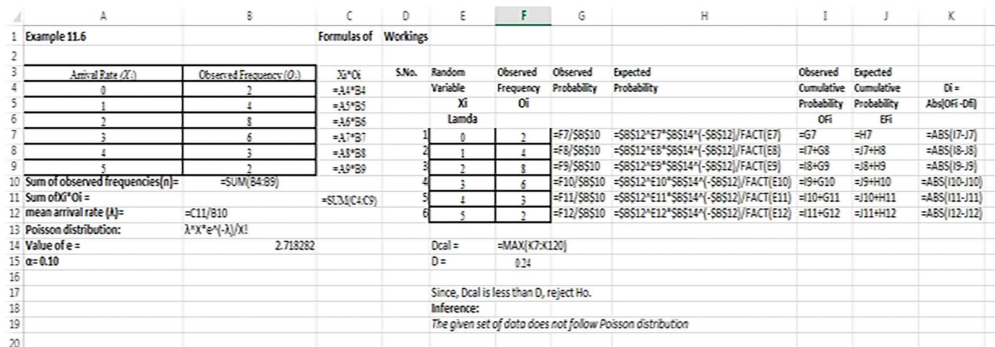 A B C D E F G H I J K
1 Example 11.6 Formulas of Workings
2
3 Arrival Rate (Xi) Observed Frequency (Oi) Xi*Oi S.No. Random Observed Observed Expected Observed Expected
4 0 2 =A4*B4 Variable Frequency Probability Probability Cumulative Cumulative Di =
5 1 4 =A5*B5 Xi Oi Probability Probability Abs(OFi -Dfi)
6 2 8 =A6*B6 Lamda OFi EFi
7 3 6 =A7*B7 1 0 2 =F7/$B$10 =$B$12^E7*$B$14^(-$B$12)/FACT(E7) =G7 =H7 =ABS(I7-J7)
8 4 3 =A8*B8 2 1 4 =F8/$B$10 =$B$12^E8*$B$14^(-$B$12)/FACT(E8) =I7+G8 =J7+H8 =ABS(I8-J8)
9 5 2 =A9*B9 3 2 8 =F9/$B$10 =$B$12^E9*$B$14^(-$B$12)/FACT(E9) =I8+G9 =J8+H9 =ABS(I9-J9)
10 Sum of observed frequencies(n)= =SUM(B4:B9) 4 3 6 =F10/$B$10 =$B$12^E10*$B$14^(-$B$12)/FACT(E10) =I9+G10 =J9+H10 =ABS(I10-J10)
11 Sum ofXi*Oi = =SUM(C4:C9) 5 4 3 =F11/$B$10 =$B$12^E11*$B$14^(-$B$12)/FACT(E11) =I10+G11 =J10+H11 =ABS(I11-J11)
12 mean arrival rate (λ)= =C11/B10 6 5 2 =F12/$B$10 =$B$12^E12*$B$14^(-$B$12)/FACT(E12) =I11+G12 =J11+H12 =ABS(I12-J12)
13 Poisson distribution: λ^X*e^(-λ)/X!
14 Value of e = 2.718282 Dcal = =MAX(K7:K120)
15 α= 0.10 D = 0.24
16
17 Since, Dcal is less than D, reject Ho.
18 Inference:
19 The given set of data does not follow Poisson distribution
20